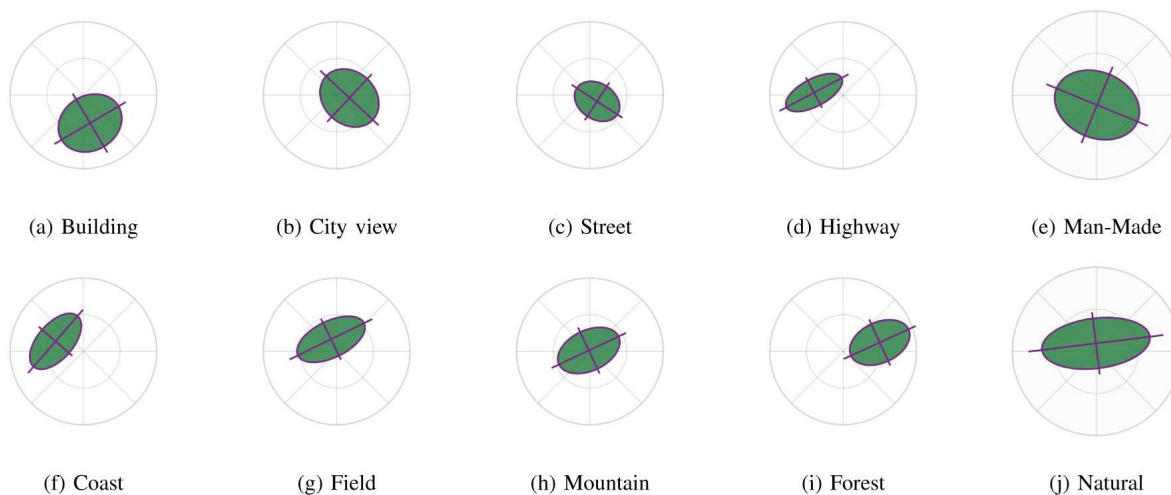 (a) Building
(b) City view
(c) Street
(d) Highway
(e) Man-Made
(f) Coast
(g) Field
(h) Mountain
(i) Forest
(j) Natural